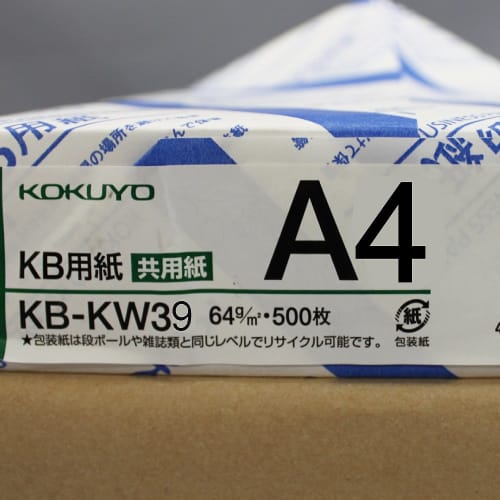 KOKUYO
A4
KB用紙 共用紙
KB-KW39 64g/㎡・500枚
★包装紙は段ボールや雑誌類と同じレベルでリサイクル可能です。
紙
包装紙